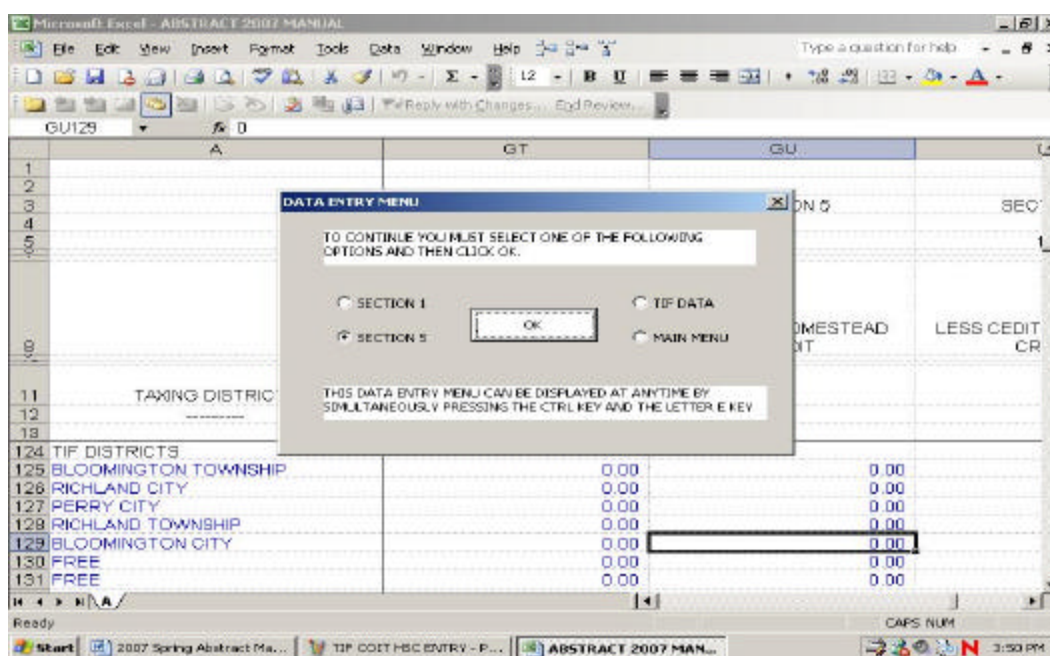 Microsoft Excel - ABSTRACT 2007 MANUAL
File Edit View Insert Format Tools Data Window Help Type a question for help
12 B U
Reply with Changes... End Review...
GU129 fx 0
A GT GU
1
2
3 ON 5 SEC
4
5
8 OMESTEAD LESS CEDIT
IT CR
11 TAXING DISTRIC
12 ---------
13
124 TIF DISTRICTS
125 BLOOMINGTON TOWNSHIP 0.00 0.00
126 RICHLAND CITY 0.00 0.00
127 PERRY CITY 0.00 0.00
128 RICHLAND TOWNSHIP 0.00 0.00
129 BLOOMINGTON CITY 0.00 0.00
130 FREE 0.00 0.00
131 FREE 0.00 0.00
DATA ENTRY MENU
TO CONTINUE YOU MUST SELECT ONE OF THE FOLLOWING
OPTIONS AND THEN CLICK OK.
SECTION 1 TIF DATA
OK
SECTION 5 MAIN MENU
THIS DATA ENTRY MENU CAN BE DISPLAYED AT ANYTIME BY
SIMULTANEOUSLY PRESSING THE CTRL KEY AND THE LETTER E KEY
A
Ready CAPS NUM
Start 2007 Spring Abstract Ma... TIF COIT HSC ENTRY - P... ABSTRACT 2007 MAN... 3:50 PM